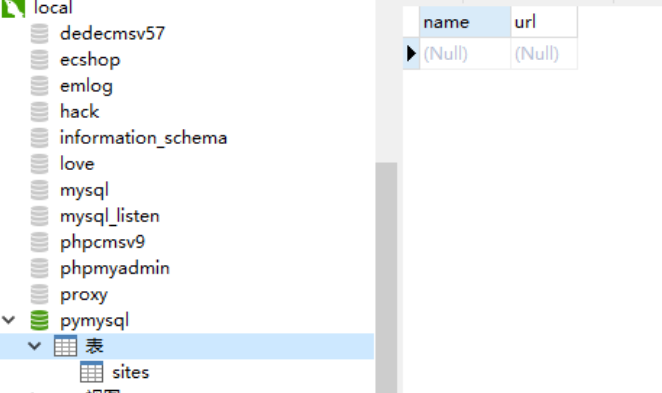 local
dedecmsv57
ecshop
emlog
hack
information_schema
love
mysql
mysql_listen
phpcmsv9
phpmyadmin
proxy
pymysql
表
sites
name url
(Null) (Null)